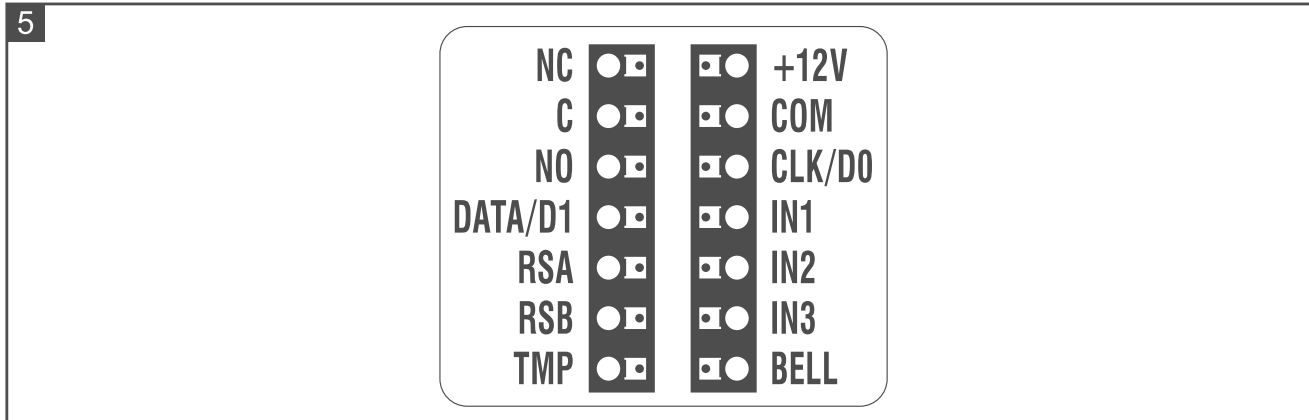 5
NC +12V
C COM
NO CLK/D0
DATA/D1 IN1
RSA IN2
RSB IN3
TMP BELL